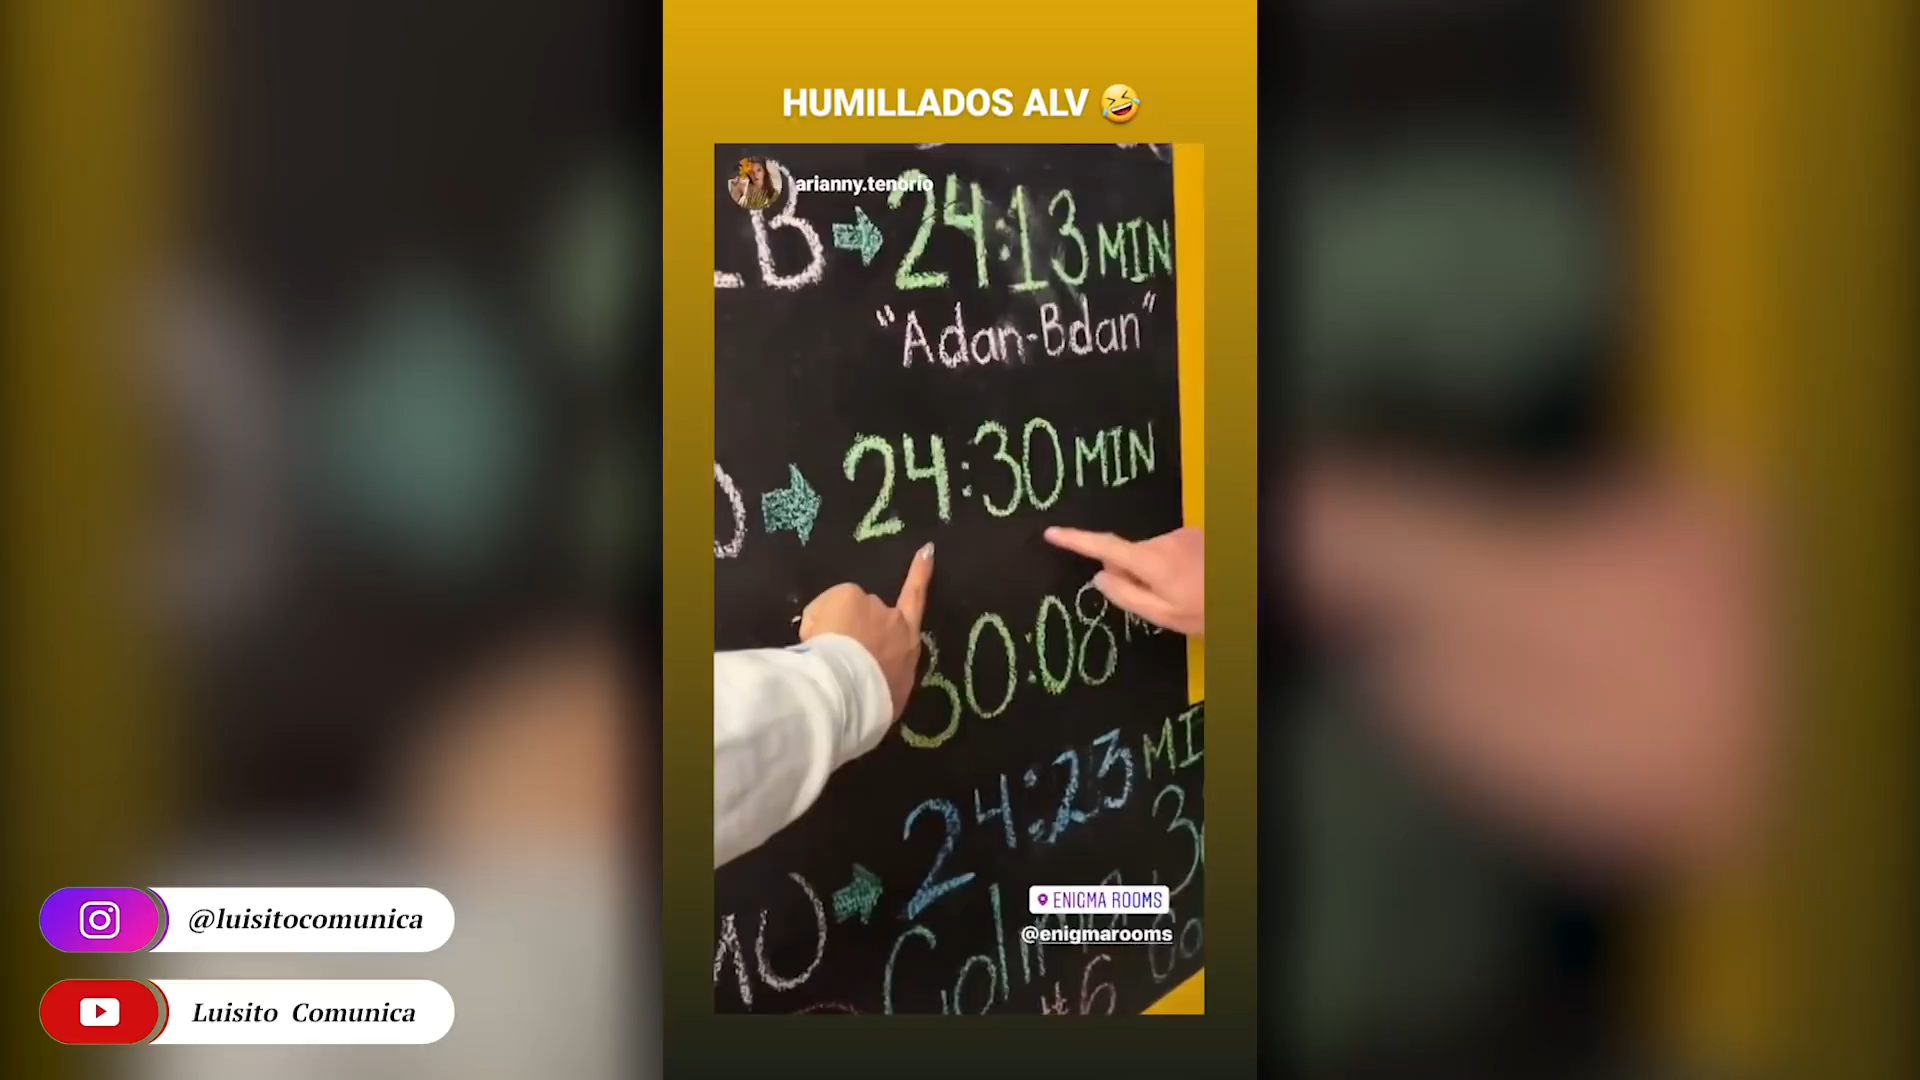 HUMILLADOS ALV 🤣
arianny.tenorio
B → 24:13 MIN
"Adan-Bdan"
→ 24:30 MIN
30:08
→ 24:23 MI
ENIGMA ROOMS
@enigmarooms
@luisitocomunica
Luisito Comunica